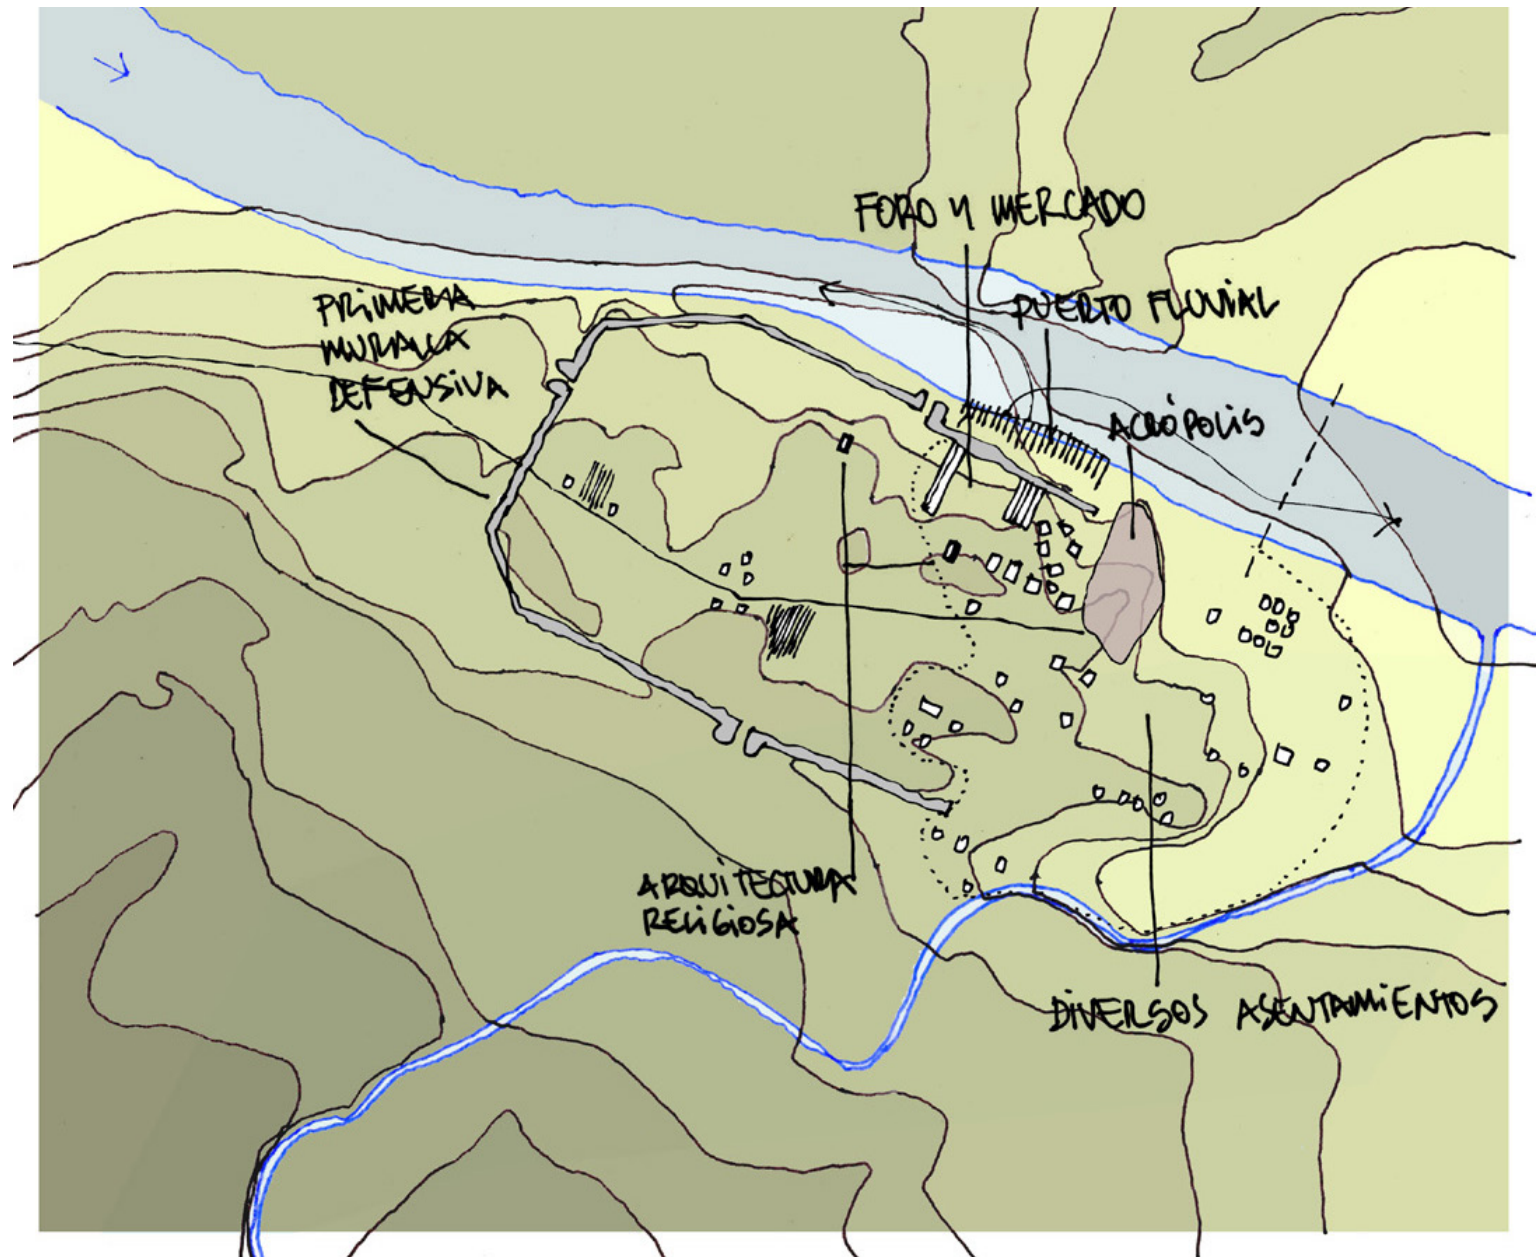 FORO Y MERCADO
PUERTO FLUVIAL
PRIMERA
MURALLA
DEFENSIVA
ACRÓPOLIS
ARQUITECTURA
RELIGIOSA
DIVERSOS ASENTAMIENTOS